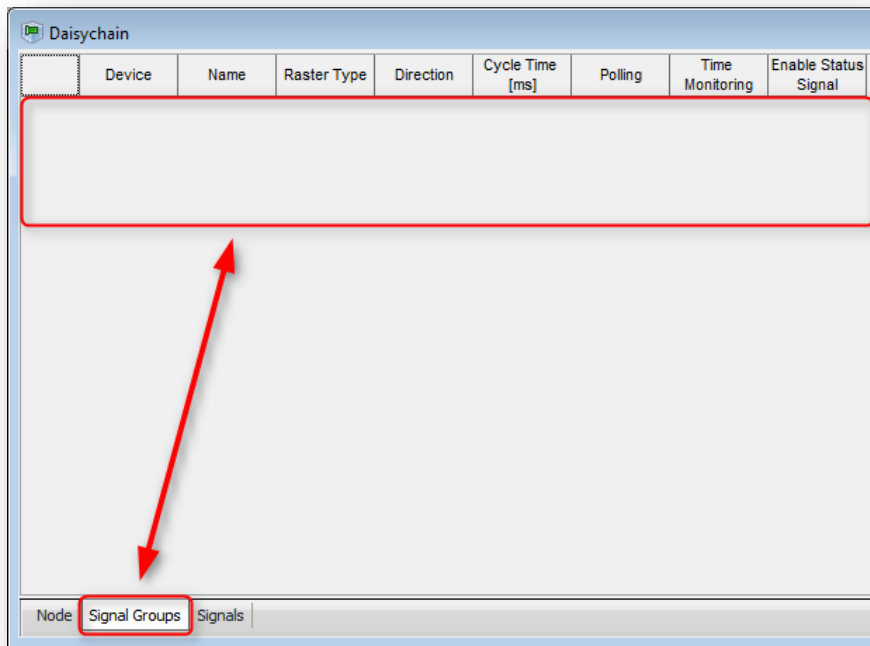 Daisychain
Device Name Raster Type Direction Cycle Time [ms] Polling Time Monitoring Enable Status Signal
Node Signal Groups Signals